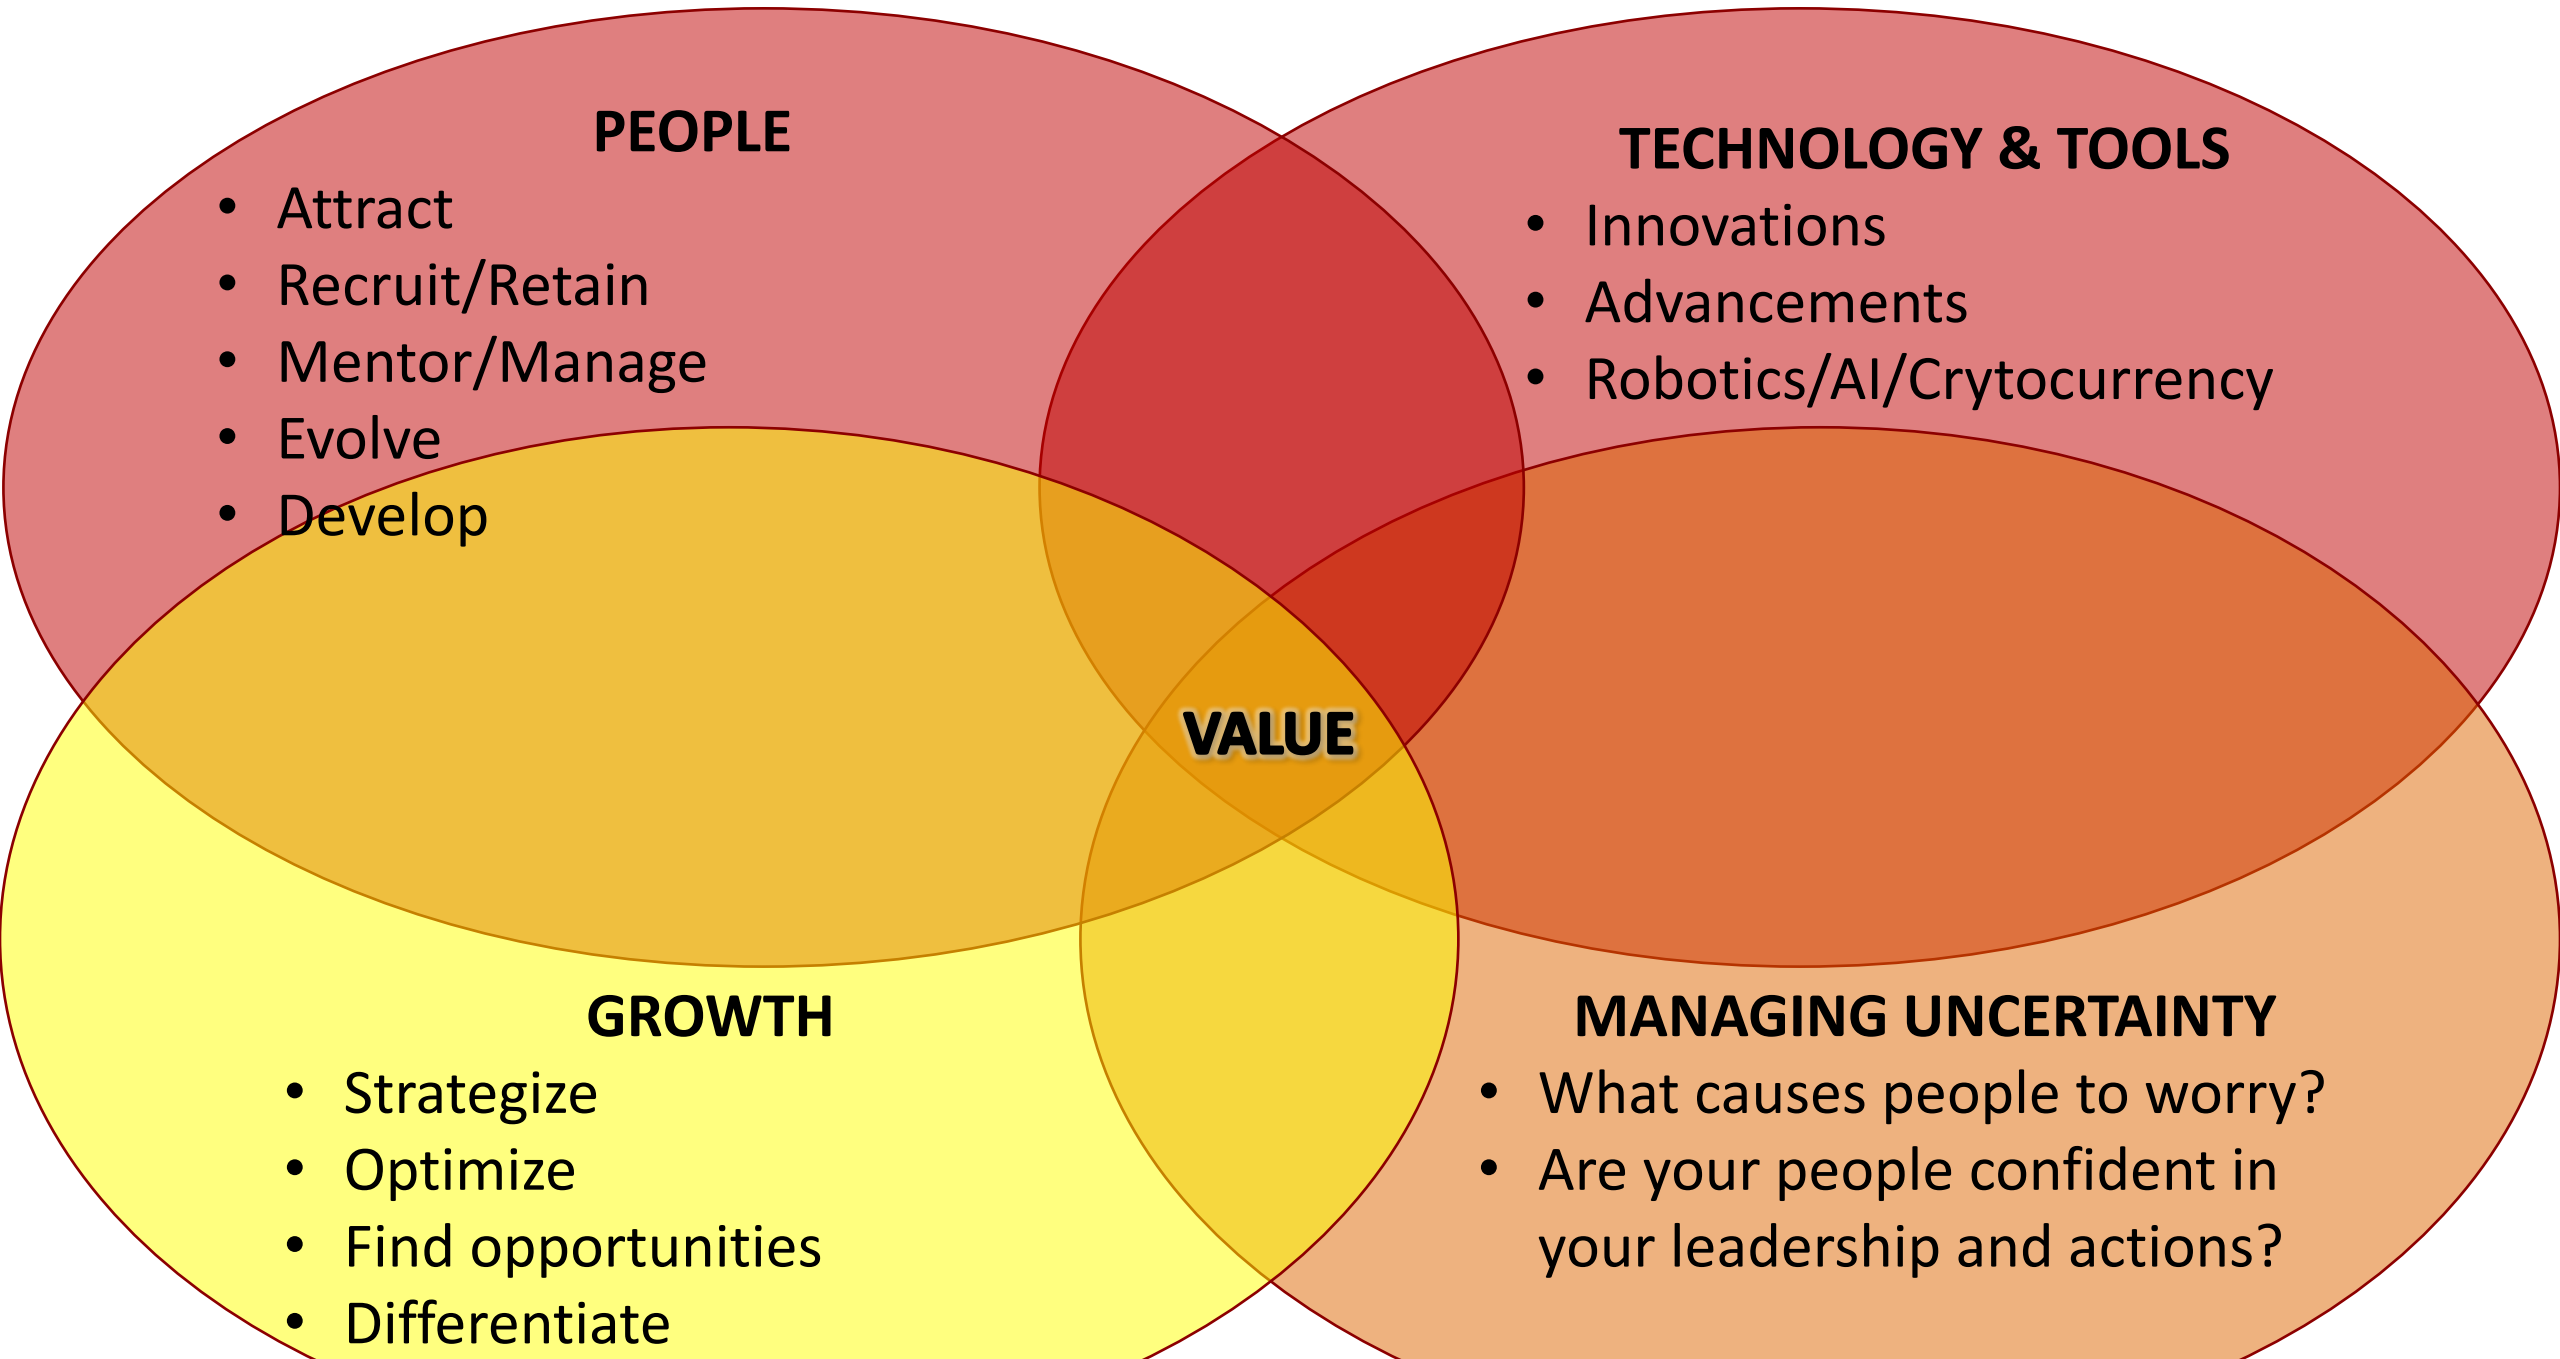 PEOPLE
• Attract
• Recruit/Retain
• Mentor/Manage
• Evolve
• Develop
TECHNOLOGY & TOOLS
• Innovations
• Advancements
• Robotics/AI/Crytocurrency
VALUE
GROWTH
• Strategize
• Optimize
• Find opportunities
• Differentiate
MANAGING UNCERTAINTY
• What causes people to worry?
• Are your people confident in
your leadership and actions?